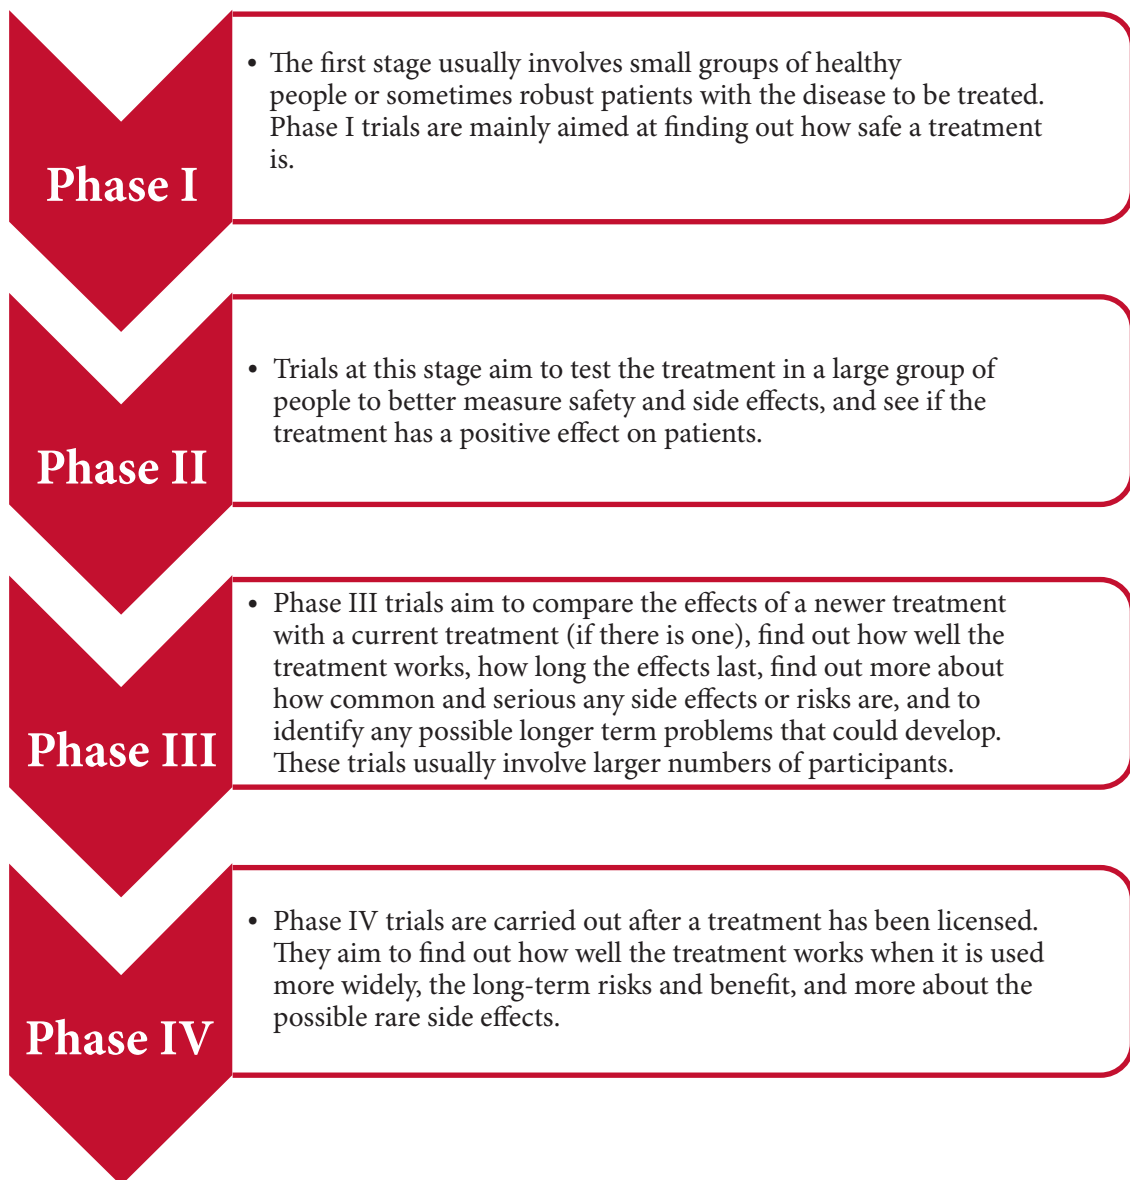 Phase I
• The first stage usually involves small groups of healthy
people or sometimes robust patients with the disease to be treated.
Phase I trials are mainly aimed at finding out how safe a treatment
is.
Phase II
• Trials at this stage aim to test the treatment in a large group of
people to better measure safety and side effects, and see if the
treatment has a positive effect on patients.
Phase III
• Phase III trials aim to compare the effects of a newer treatment
with a current treatment (if there is one), find out how well the
treatment works, how long the effects last, find out more about
how common and serious any side effects or risks are, and to
identify any possible longer term problems that could develop.
These trials usually involve larger numbers of participants.
Phase IV
• Phase IV trials are carried out after a treatment has been licensed.
They aim to find out how well the treatment works when it is used
more widely, the long-term risks and benefit, and more about the
possible rare side effects.